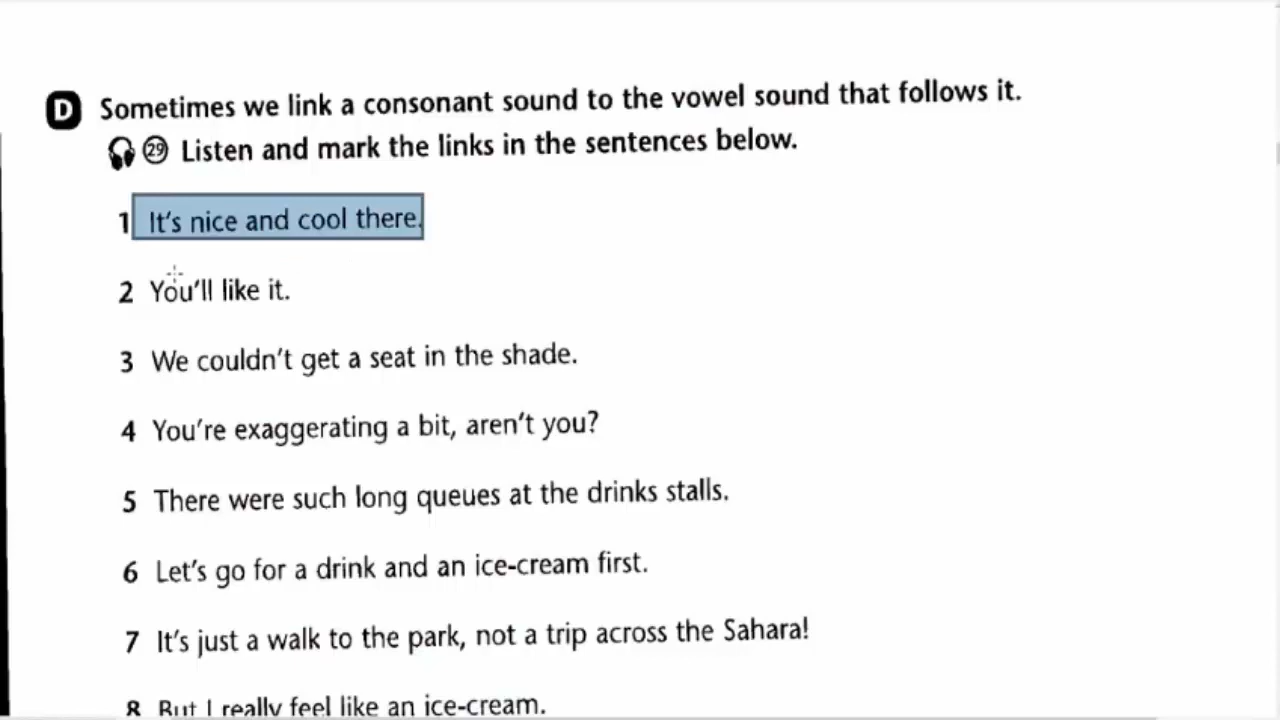 D Sometimes we link a consonant sound to the vowel sound that follows it.
29 Listen and mark the links in the sentences below.
1 It's nice and cool there.
2 You'll like it.
3 We couldn't get a seat in the shade.
4 You're exaggerating a bit, aren't you?
5 There were such long queues at the drinks stalls.
6 Let's go for a drink and an ice-cream first.
7 It's just a walk to the park, not a trip across the Sahara!
8 But I really feel like an ice-cream.